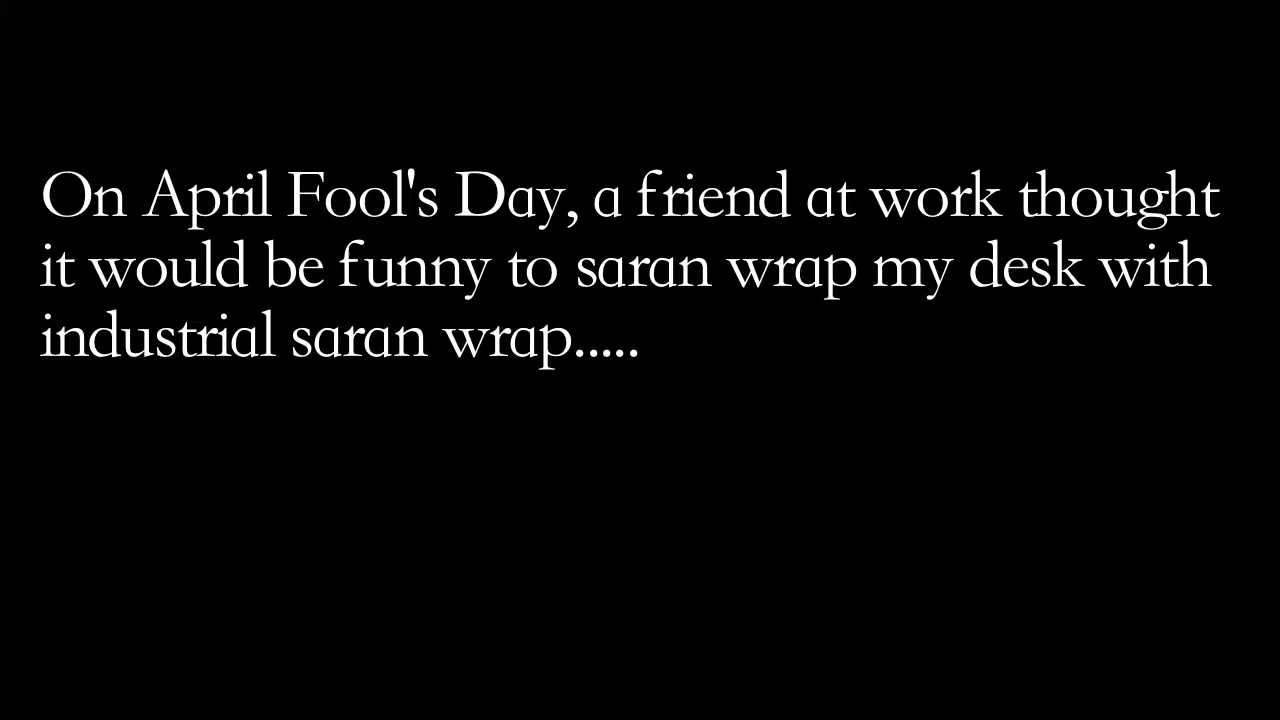 On April Fool's Day, a friend at work thought
it would be funny to saran wrap my desk with
industrial saran wrap.....